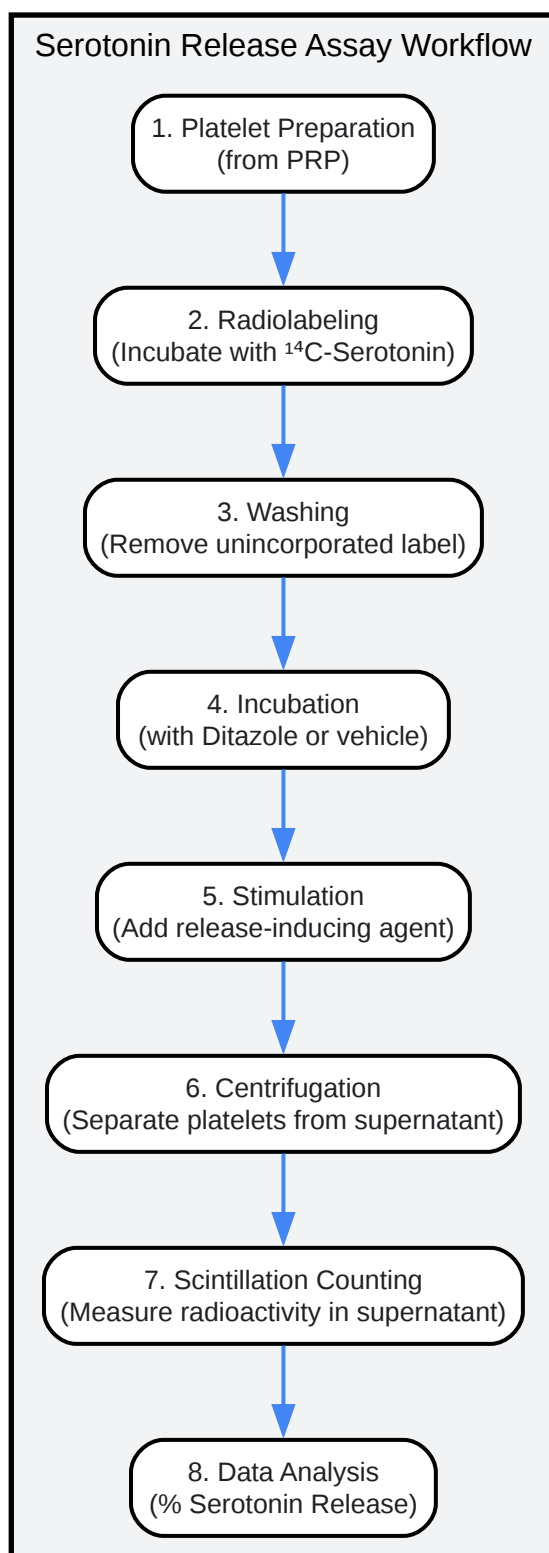 Serotonin Release Assay Workflow
1. Platelet Preparation
(from PRP)
2. Radiolabeling
(Incubate with ¹⁴C-Serotonin)
3. Washing
(Remove unincorporated label)
4. Incubation
(with Ditazole or vehicle)
5. Stimulation
(Add release-inducing agent)
6. Centrifugation
(Separate platelets from supernatant)
7. Scintillation Counting
(Measure radioactivity in supernatant)
8. Data Analysis
(% Serotonin Release)